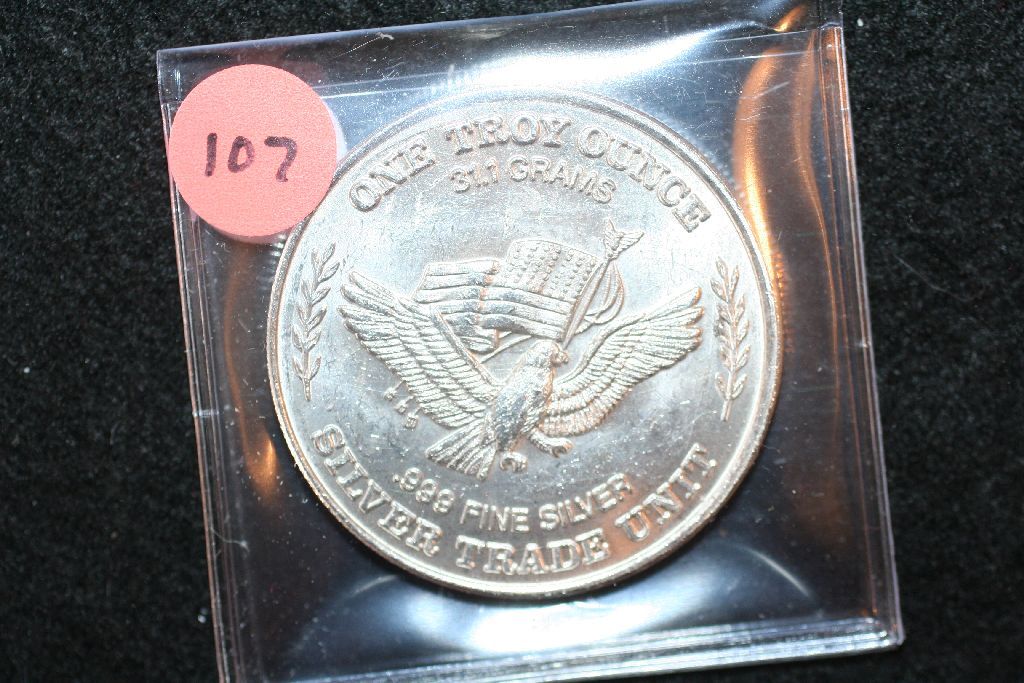 107
ONE TROY OUNCE
31.1 GRAMS
.999 FINE SILVER
SILVER TRADE UNIT